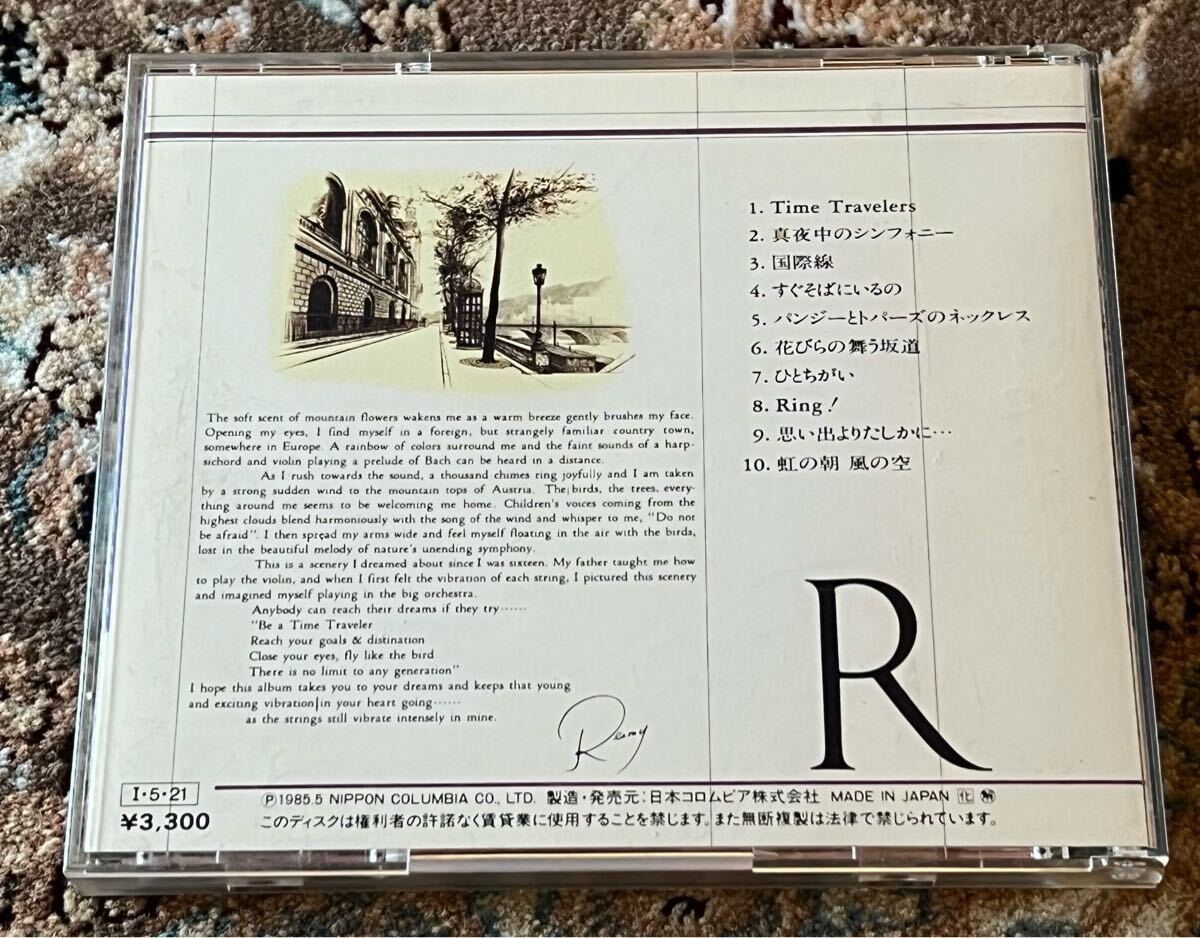 The soft scent of mountain flowers wakens me as a warm breeze gently brushes my face.
Opening my eyes, I find myself in a foreign, but strangely familiar country town,
somewhere in Europe. A rainbow of colors surround me and the faint sounds of a harp-
sichord and violin playing a prelude of Bach can be heard in a distance.
As I rush towards the sound, a thousand chimes ring joyfully and I am taken
by a strong sudden wind to the mountain tops of Austria. The birds, the trees, every-
thing around me seems to be welcoming me home. Children's voices coming from the
highest clouds blend harmoniously with the song of the wind and whisper to me, "Do not
be afraid". I then spread my arms wide and feel myself floating in the air with the birds,
lost in the beautiful melody of nature's unending symphony.
This is a scenery I dreamed about since I was sixteen. My father taught me how
to play the violin, and when I first felt the vibration of each string, I pictured this scenery
and imagined myself playing in the big orchestra.
Anybody can reach their dreams if they try……
"Be a Time Traveler
Reach your goals & distination
Close your eyes, fly like the bird
There is no limit to any generation"
I hope this album takes you to your dreams and keeps that young
and exciting vibration in your heart going……
as the strings still vibrate intensely in mine.
Remy
1. Time Travelers
2. 真夜中のシンフォニー
3. 国際線
4. すぐそばにいるの
5. パンジーとトパーズのネックレス
6. 花びらの舞う坂道
7. ひとちがい
8. Ring!
9. 思い出よりたしかに…
10. 虹の朝 風の空
R
I・5・21
¥3,300
Ⓟ1985.5 NIPPON COLUMBIA CO., LTD. 製造・発売元：日本コロムビア株式会社 MADE IN JAPAN
このディスクは権利者の許諾なく賃貸業に使用することを禁じます。また無断複製は法律で禁じられています。